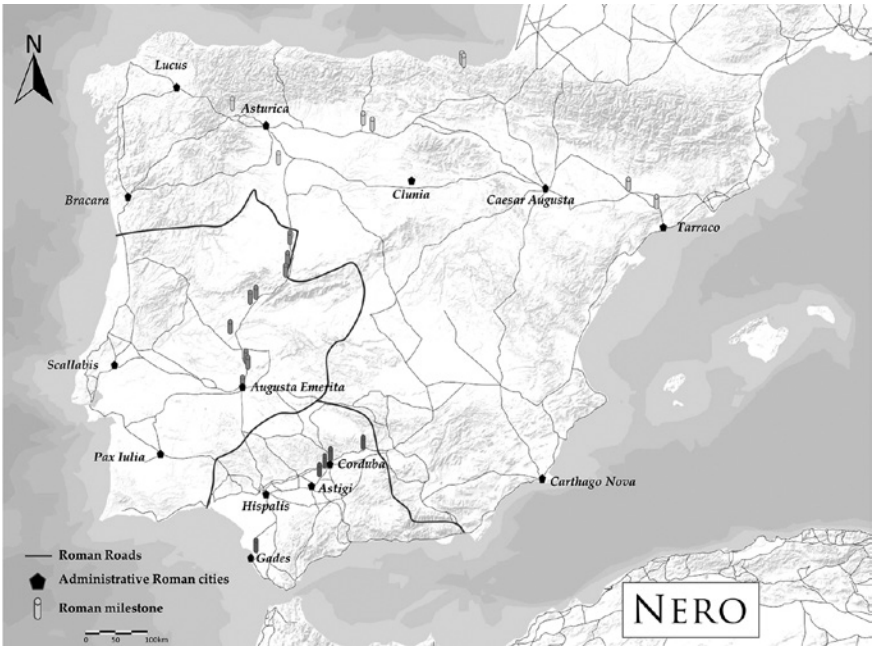 N
Lucus
Asturica
Bracara
Clunia
Caesar Augusta
Tarraco
Scallabis
Augusta Emerita
Pax Iulia
Corduba
Carthago Nova
Astigi
Hispalis
Gades
Roman Roads
Administrative Roman cities
Roman milestone
0 50 100km
NERO